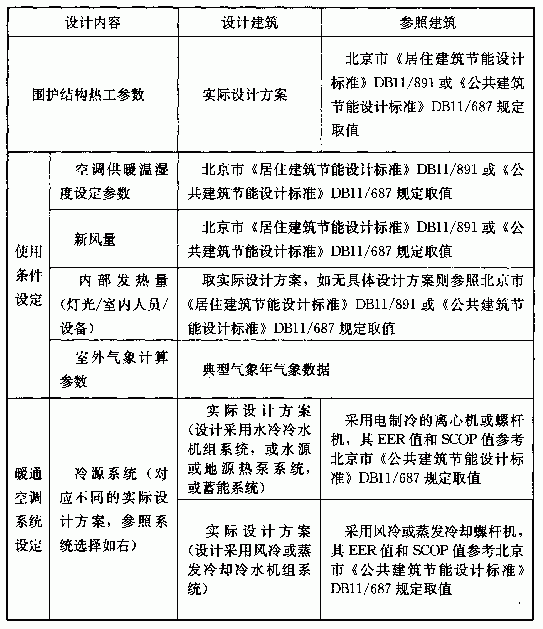 设计内容
设计建筑
参照建筑
围护结构热工参数
实际设计方案
北京市《居住建筑节能设计
标准》DB11/891或《公共建筑
节能设计标准》DB11/687规定
取值
使用
条件
设定
空调供暖温湿
度设定参数
北京市《居住建筑节能设计标准》DB11/891或《公
共建筑节能设计标准》DB11/687规定取值
新风量
北京市《居住建筑节能设计标准》DB11/891或《公
共建筑节能设计标准》DB11/687规定取值
内部发热量
(灯光/室内人员/
设备)
取实际设计方案，如无具体设计方案则参照北京市
《居住建筑节能设计标准》DB11/891或《公共建筑节
能设计标准》DB11/687规定取值
室外气象计算
参数
典型气象年气象数据
暖通
空调
系统
设定
冷源系统(对
应不同的实际设
计方案，参照系
统选择如右)
实际设计方案
(设计采用水冷冷水
机组系统，或水源
或地源热泵系统，
或蓄能系统)
采用电制冷的离心机或螺杆
机，其EER值和SCOP值参考
北京市《公共建筑节能设计标
准》DB11/687规定取值
实际设计方案
(设计采用风冷或蒸
发冷却冷水机组系
统)
采用风冷或蒸发冷却螺杆机，
其EER值和SCOP值参考北京
市《公共建筑节能设计标准》
DB11/687规定取值